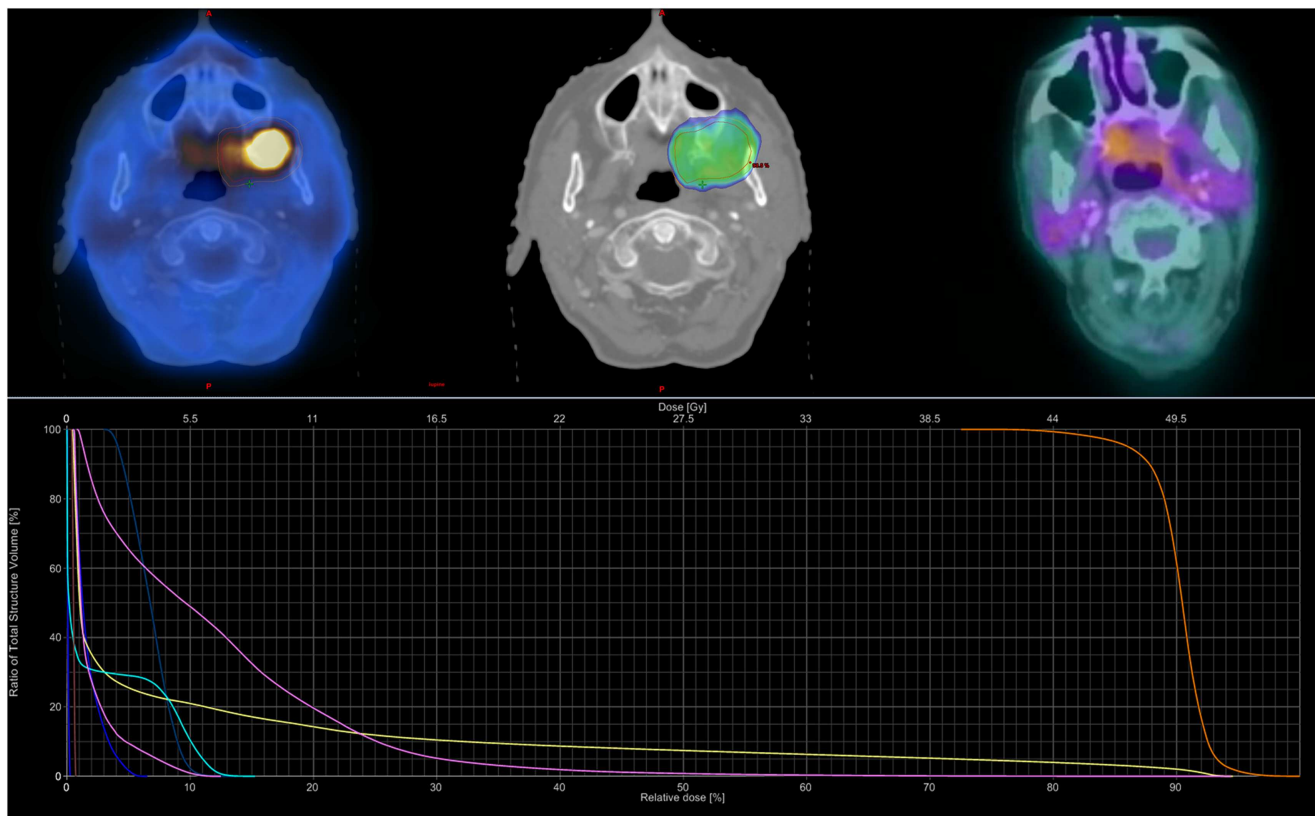 A
A
P
P
Dose [Gy]
0 5.5 11 16.5 22 27.5 33 38.5 44 49.5
Ratio of Total Structure Volume [%]
100
80
60
40
20
0
0 10 20 30 40 50 60 70 80 90
Relative dose [%]